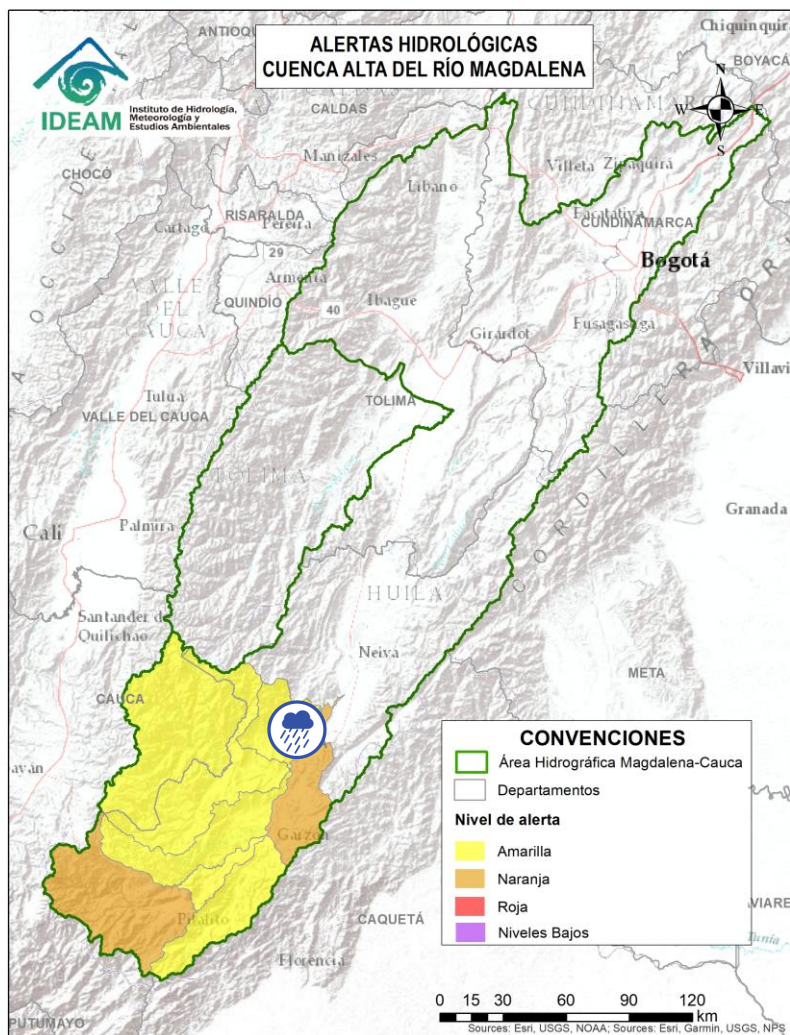 ALERTAS HIDROLÓGICAS
CUENCA ALTA DEL RÍO MAGDALENA
IDEAM
Instituto de Hidrología,
Meteorología y
Estudios Ambientales
Chiquinquirá
BOYACÁ
N
W
E
S
CALDAS
Manizales
Líbano
Villeta
Zipaquirá
CHOCÓ
RISARALDA
Pereira
Cartago
Facatativá
CUNDINAMARCA
29
Armenia
Bogotá
VALLE
DEL
CAUCA
QUINDÍO
40
Ibagué
Girardot
Fusagasugá
Villavi
Tuluá
TOLIMA
VALLE DEL CAUCA
TOLIMA
CORDILLERA ORI
Granada
Cali
Palmira
HUILA
Santander de
Quilichao
Neiva
META
CAUCA
ayán
Garzón
Pitalito
CAQUETÁ
Florencia
PUTUMAYO
VIARE
Tunía
CONVENCIONES
Área Hidrográfica Magdalena-Cauca
Departamentos
Nivel de alerta
Amarilla
Naranja
Roja
Niveles Bajos
0 15 30 60 90 120
km
Sources: Esri, USGS, NOAA; Sources: Esri, Garmin, USGS, NPS